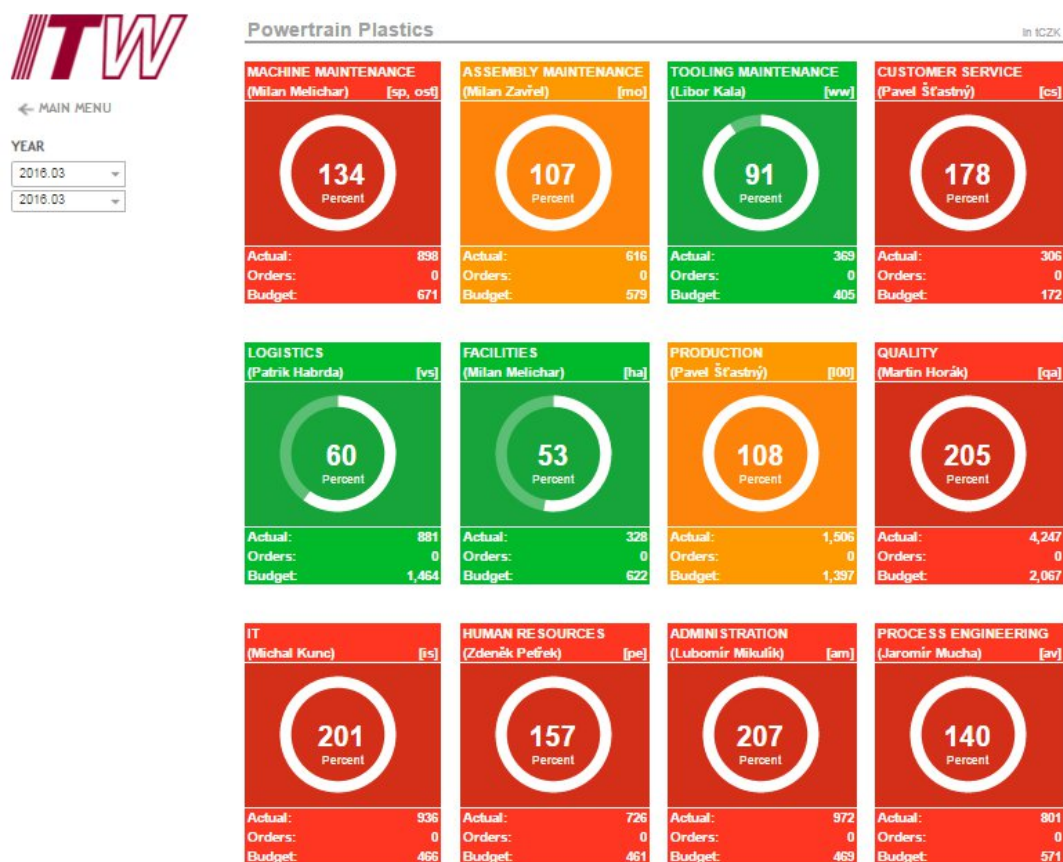 ITW
Powertrain Plastics
In tCZK
MAIN MENU
YEAR
2016.03
2016.03
MACHINE MAINTENANCE
(Milan Melichar) [sp, ost]
134
Percent
Actual: 898
Orders: 0
Budget: 671
ASSEMBLY MAINTENANCE
(Milan Zavřel) [mo]
107
Percent
Actual: 616
Orders: 0
Budget: 579
TOOLING MAINTENANCE
(Libor Kala) [ww]
91
Percent
Actual: 369
Orders: 0
Budget: 405
CUSTOMER SERVICE
(Pavel Šťastný) [cs]
178
Percent
Actual: 306
Orders: 0
Budget: 172
LOGISTICS
(Patrik Habrda) [vs]
60
Percent
Actual: 881
Orders: 0
Budget: 1,464
FACILITIES
(Milan Melichar) [ha]
53
Percent
Actual: 328
Orders: 0
Budget: 622
PRODUCTION
(Pavel Šťastný) [l00]
108
Percent
Actual: 1,506
Orders: 0
Budget: 1,397
QUALITY
(Martin Horák) [qa]
205
Percent
Actual: 4,247
Orders: 0
Budget: 2,067
IT
(Michal Kunc) [is]
201
Percent
Actual: 936
Orders: 0
Budget: 466
HUMAN RESOURCES
(Zdeněk Petřek) [pe]
157
Percent
Actual: 726
Orders: 0
Budget: 461
ADMINISTRATION
(Lubomír Mikulík) [am]
207
Percent
Actual: 972
Orders: 0
Budget: 469
PROCESS ENGINEERING
(Jaromír Mucha) [av]
140
Percent
Actual: 801
Orders: 0
Budget: 571